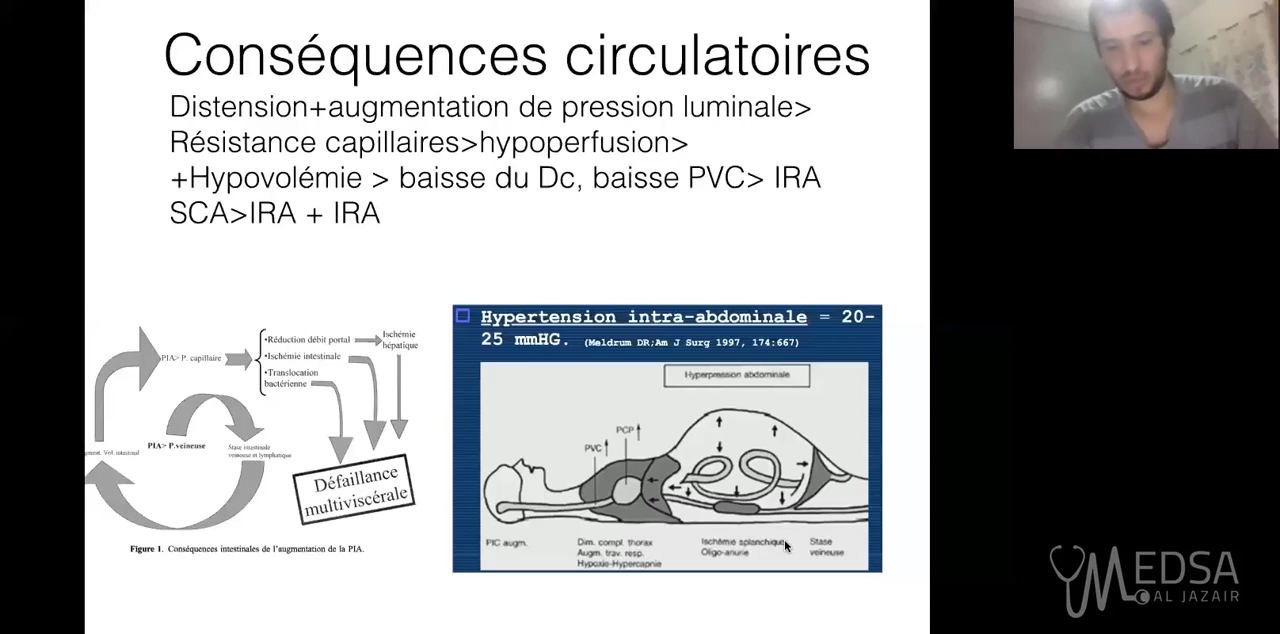 Conséquences circulatoires
Distension+augmentation de pression luminale>
Résistance capillaires>hypoperfusion>
+Hypovolémie > baisse du Dc, baisse PVC> IRA
SCA>IRA + IRA
PIA> P. capillaire
•Réduction débit portal
Ischémie
hépatique
•Ischémie intestinale
•Translocation
bactérienne
PIA> P.veineuse
Stase intestinale
veineuse et lymphatique
Vol. intestinal
Défaillance
multiviscérale
Figure 1. Conséquences intestinales de l'augmentation de la PIA.
Hypertension intra-abdominale = 20-
25 mmHG. (Meldrum DR;Am J Surg 1997, 174:667)
Hyperpression abdominale
PCP
PVC
PIC augm.
Dim. compl. thorax
Augm. trav. resp.
Hypoxie-Hypercapnie
Ischémie splanchnique
Oligo-anurie
Stase
veineuse
MEDSA
AL JAZAIR